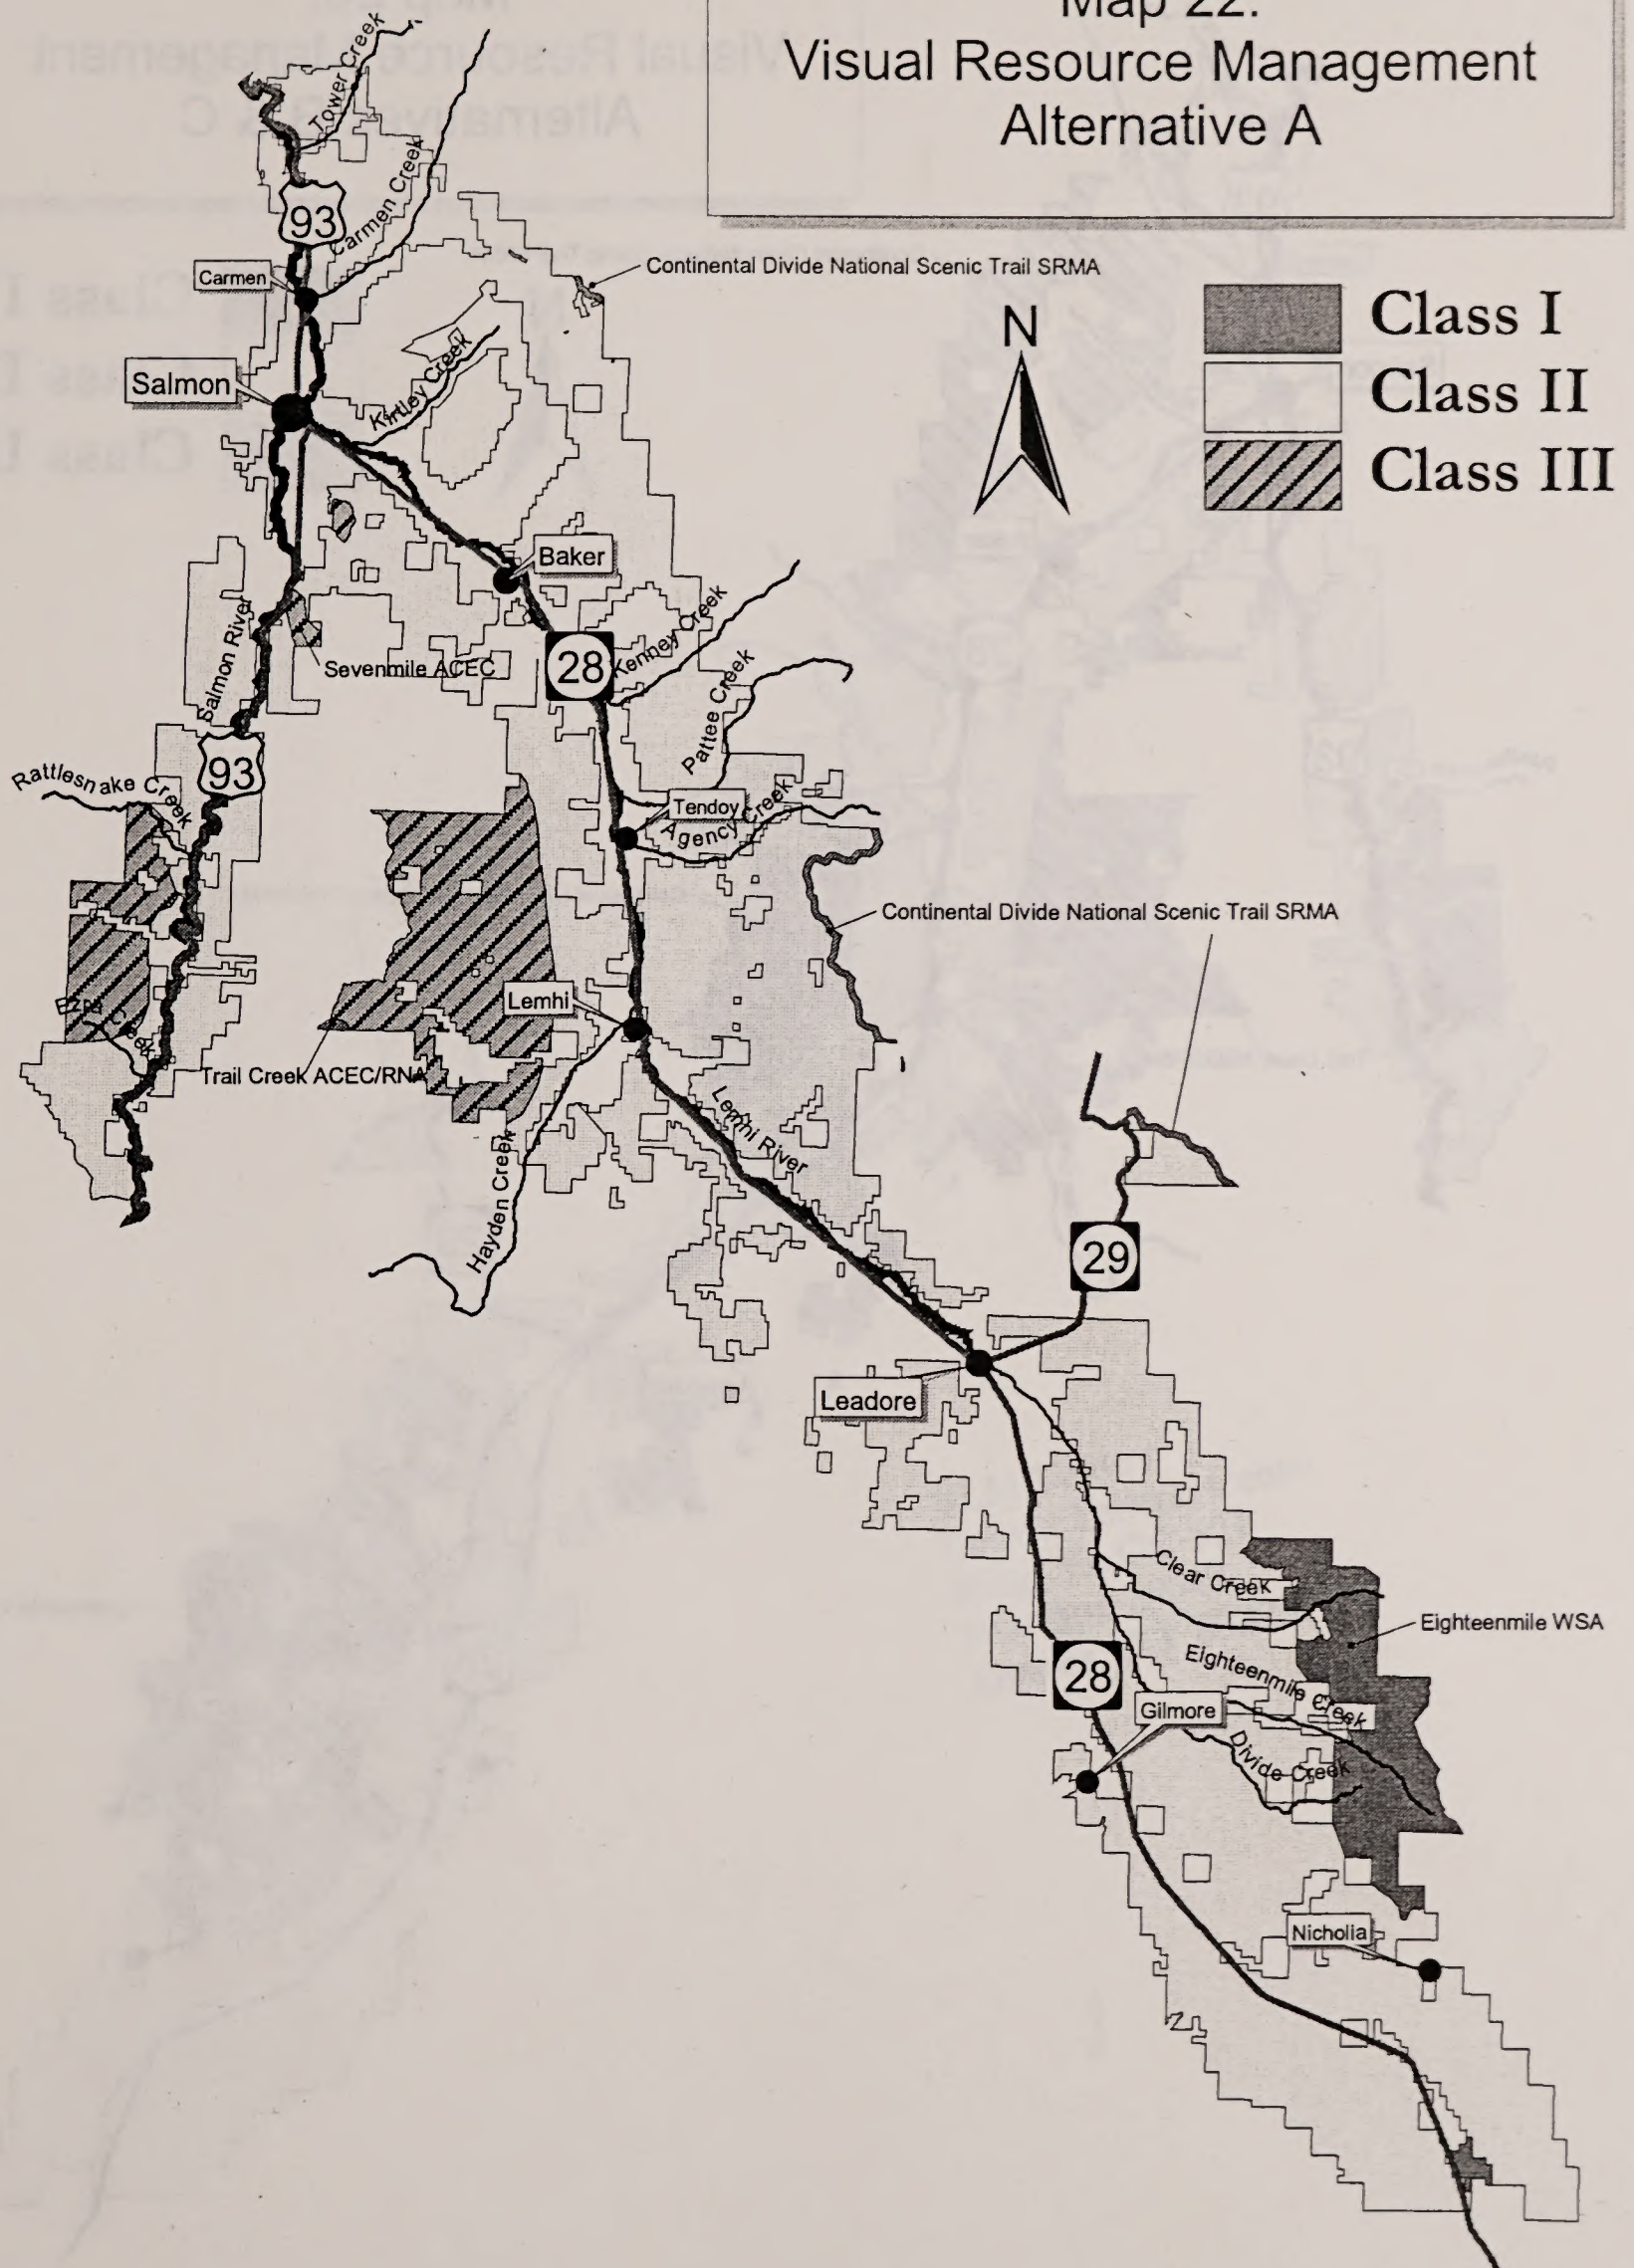 Map 22:
Visual Resource Management
Alternative A
Class I
Class II
Class III
N
Tower Creek
93
Carmen Creek
Carmen
Continental Divide National Scenic Trail SRMA
Salmon
Kirtley Creek
Baker
Salmon River
Sevenmile ACEC
28
Kenney Creek
Pattee Creek
93
Rattlesnake Creek
Tendoy
Agency Creek
Continental Divide National Scenic Trail SRMA
Lemhi
Ezra Creek
Trail Creek ACEC/RNA
Lemhi River
Hayden Creek
29
Leadore
Clear Creek
Eighteenmile WSA
Eighteenmile Creek
28
Gilmore
Divide Creek
Nicholia